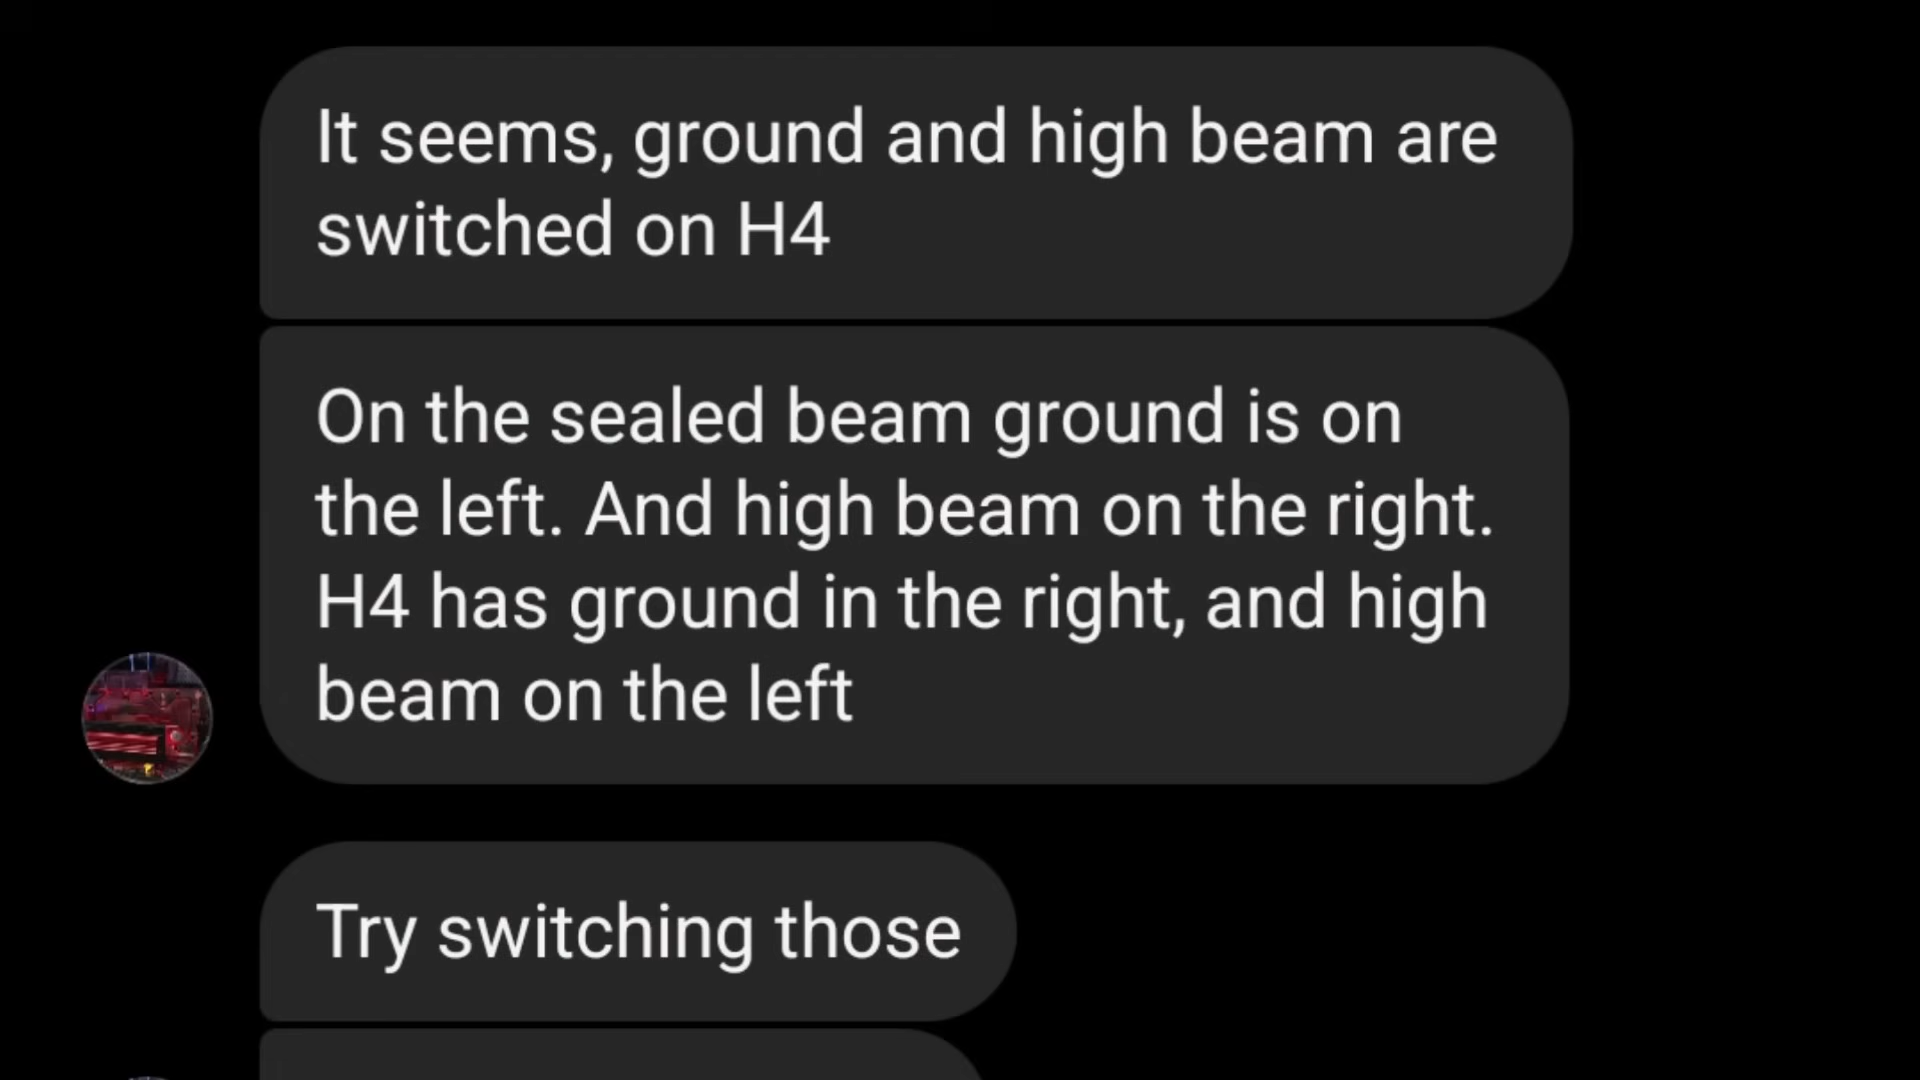 It seems, ground and high beam are
switched on H4
On the sealed beam ground is on
the left. And high beam on the right.
H4 has ground in the right, and high
beam on the left
Try switching those